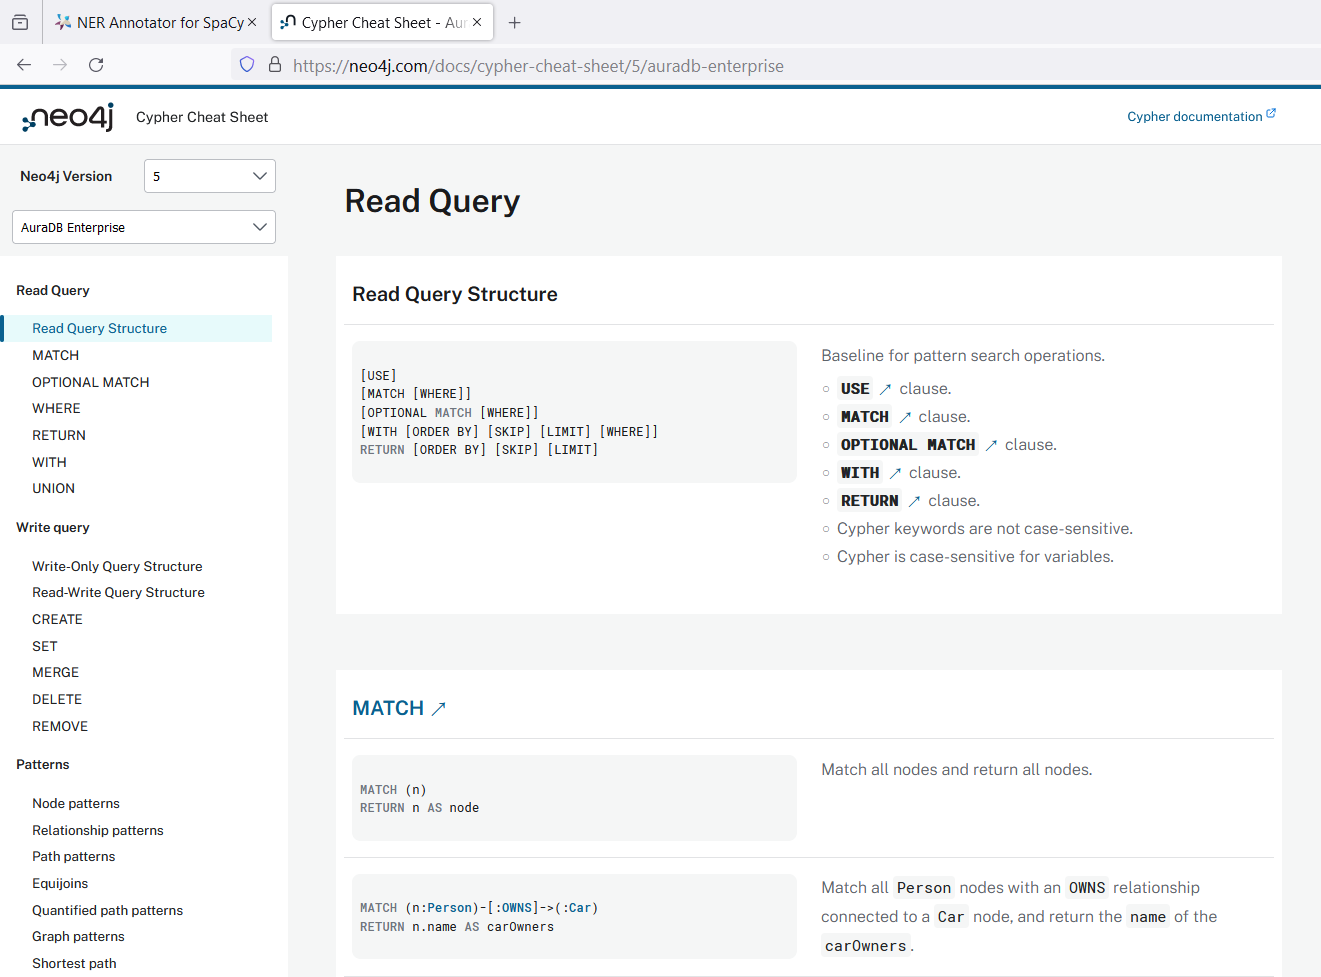 NER Annotator for SpaCy
Cypher Cheat Sheet - Aur
https://neo4j.com/docs/cypher-cheat-sheet/5/auradb-enterprise
neo4j
Cypher Cheat Sheet
Cypher documentation
Neo4j Version
5
AuraDB Enterprise
Read Query
Read Query Structure
MATCH
OPTIONAL MATCH
WHERE
RETURN
WITH
UNION
Write query
Write-Only Query Structure
Read-Write Query Structure
CREATE
SET
MERGE
DELETE
REMOVE
Patterns
Node patterns
Relationship patterns
Path patterns
Equijoins
Quantified path patterns
Graph patterns
Shortest path
Read Query
Read Query Structure
[USE]
[MATCH [WHERE]]
[OPTIONAL MATCH [WHERE]]
[WITH [ORDER BY] [SKIP] [LIMIT] [WHERE]]
RETURN [ORDER BY] [SKIP] [LIMIT]
Baseline for pattern search operations.
USE ↗ clause.
MATCH ↗ clause.
OPTIONAL MATCH ↗ clause.
WITH ↗ clause.
RETURN ↗ clause.
Cypher keywords are not case-sensitive.
Cypher is case-sensitive for variables.
MATCH ↗
MATCH (n)
RETURN n AS node
Match all nodes and return all nodes.
MATCH (n:Person)-[:OWNS]->(:Car)
RETURN n.name AS carOwners
Match all Person nodes with an OWNS relationship
connected to a Car node, and return the name of the
carOwners.